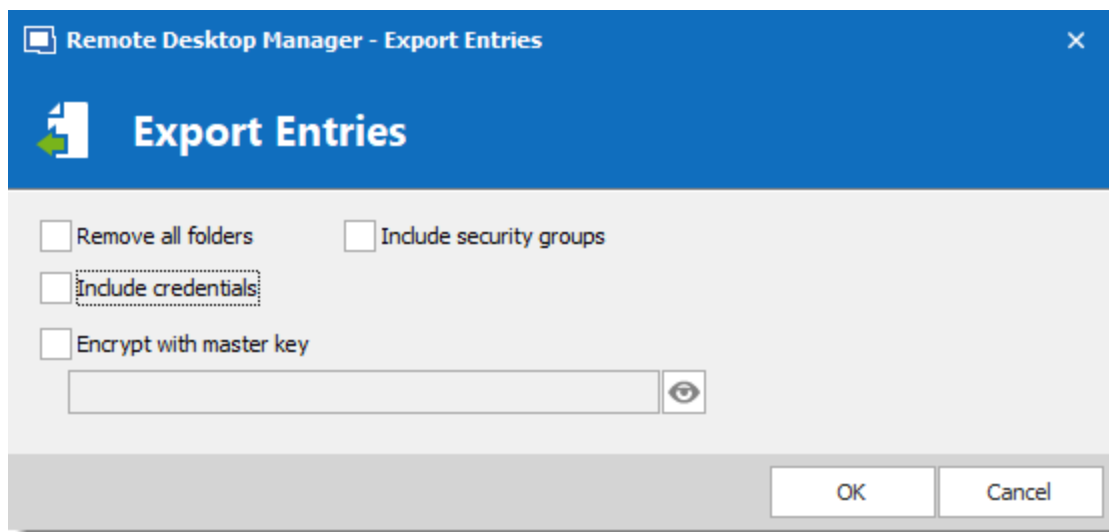 Remote Desktop Manager - Export Entries
Export Entries
Remove all folders Include security groups
Include credentials
Encrypt with master key
OK Cancel